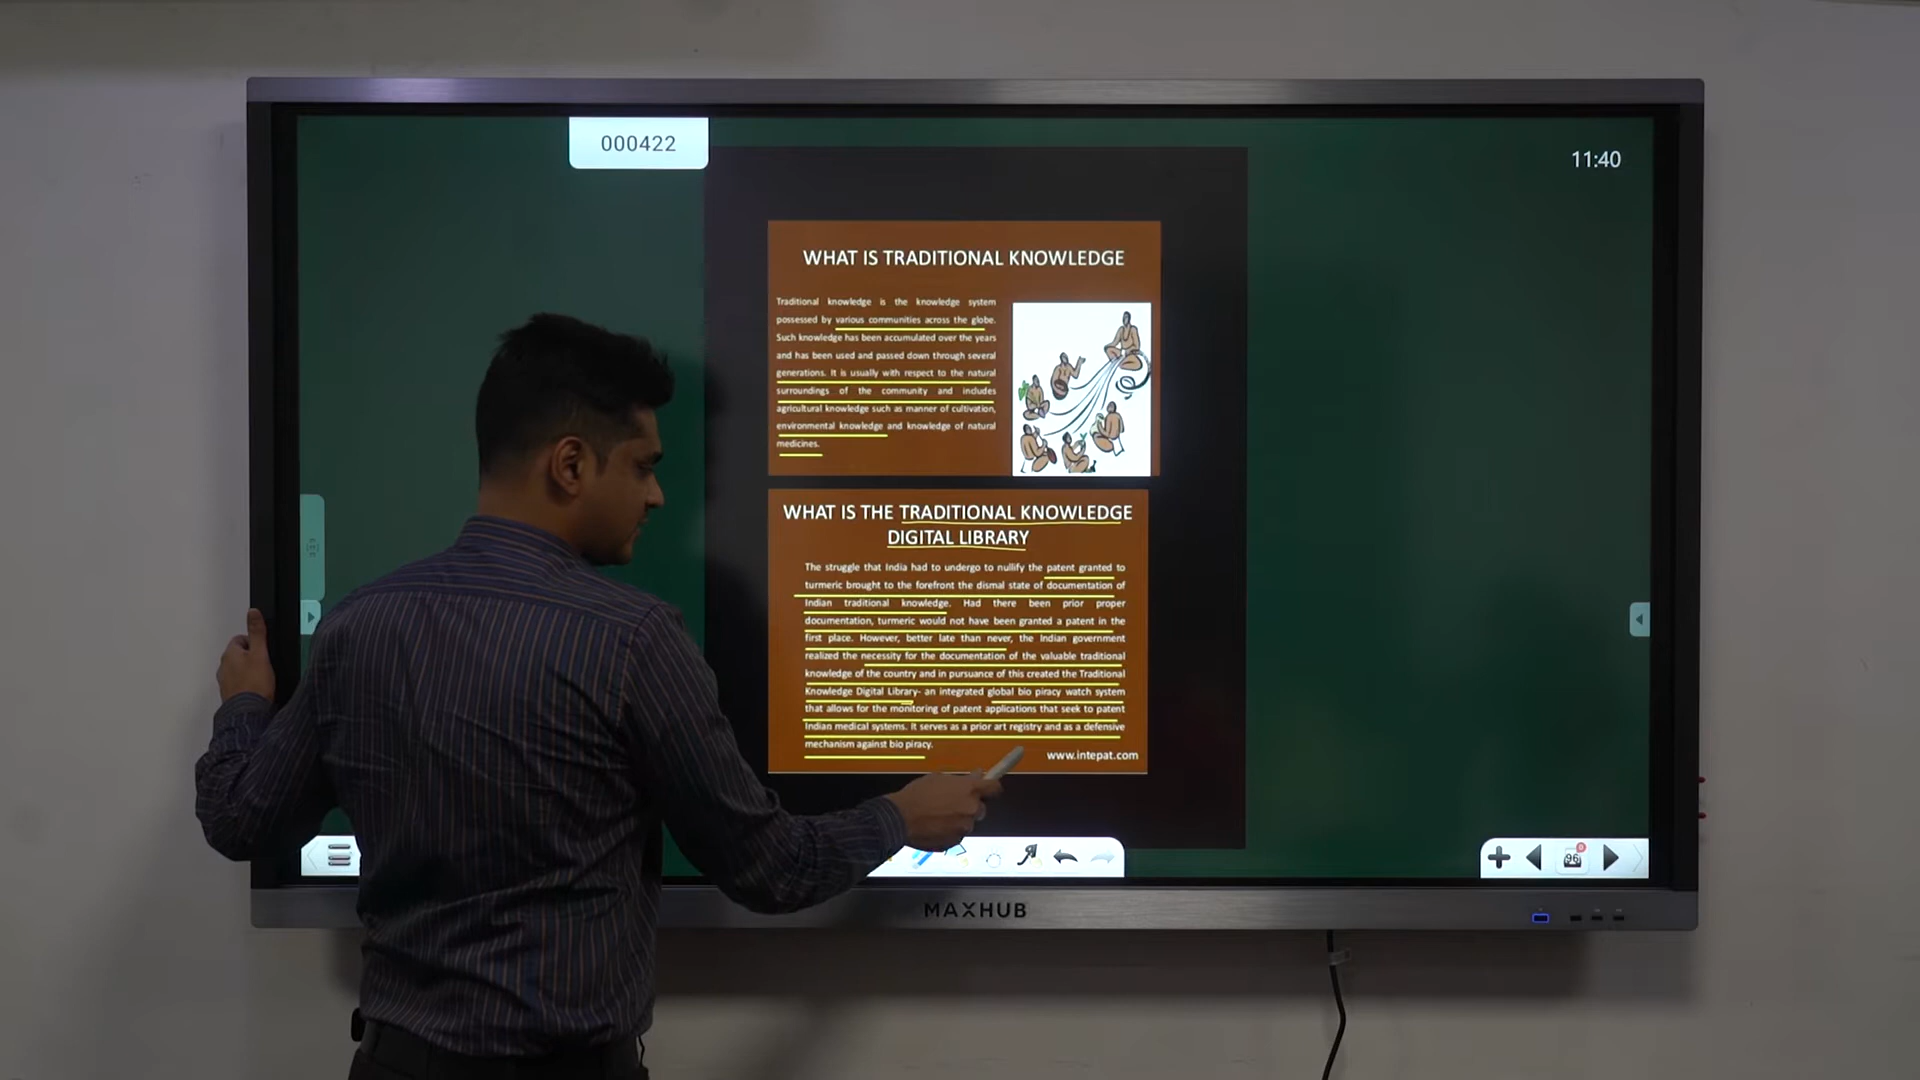 000422
11:40
WHAT IS TRADITIONAL KNOWLEDGE
Traditional knowledge is the knowledge system
possessed by various communities across the globe.
Such knowledge has been accumulated over the years
and has been used and passed down through several
generations. It is usually with respect to the natural
surroundings of the community and includes
agricultural knowledge such as manner of cultivation,
environmental knowledge and knowledge of natural
medicines.
WHAT IS THE TRADITIONAL KNOWLEDGE
DIGITAL LIBRARY
The struggle that India had to undergo to nullify the patent granted to
turmeric brought to the forefront the dismal state of documentation of
Indian traditional knowledge. Had there been prior proper
documentation, turmeric would not have been granted a patent in the
first place. However, better late than never, the Indian government
realized the necessity for the documentation of the valuable traditional
knowledge of the country and in pursuance of this created the Traditional
Knowledge Digital Library- an integrated global bio piracy watch system
that allows for the monitoring of patent applications that seek to patent
Indian medical systems. It serves as a prior art registry and as a defensive
mechanism against bio piracy.
www.intepat.com
96
MAXHUB